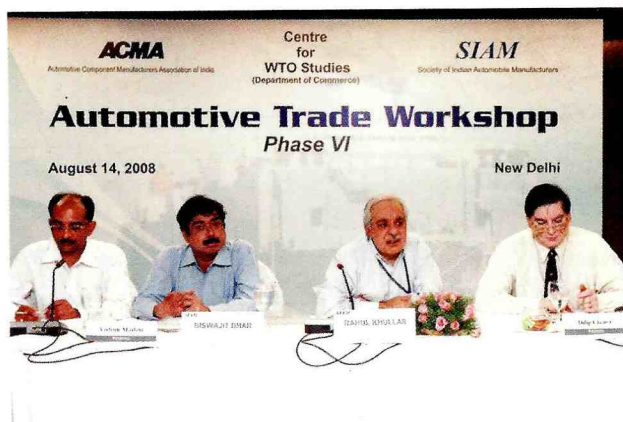 ACMA
Automotive Component Manufacturers Association of India
Centre
for
WTO Studies
(Department of Commerce)
SIAM
Society of Indian Automobile Manufacturers
Automotive Trade Workshop
Phase VI
August 14, 2008
New Delhi
BISWAJIT DHAR
RAHUL KHULLAR
Dilip